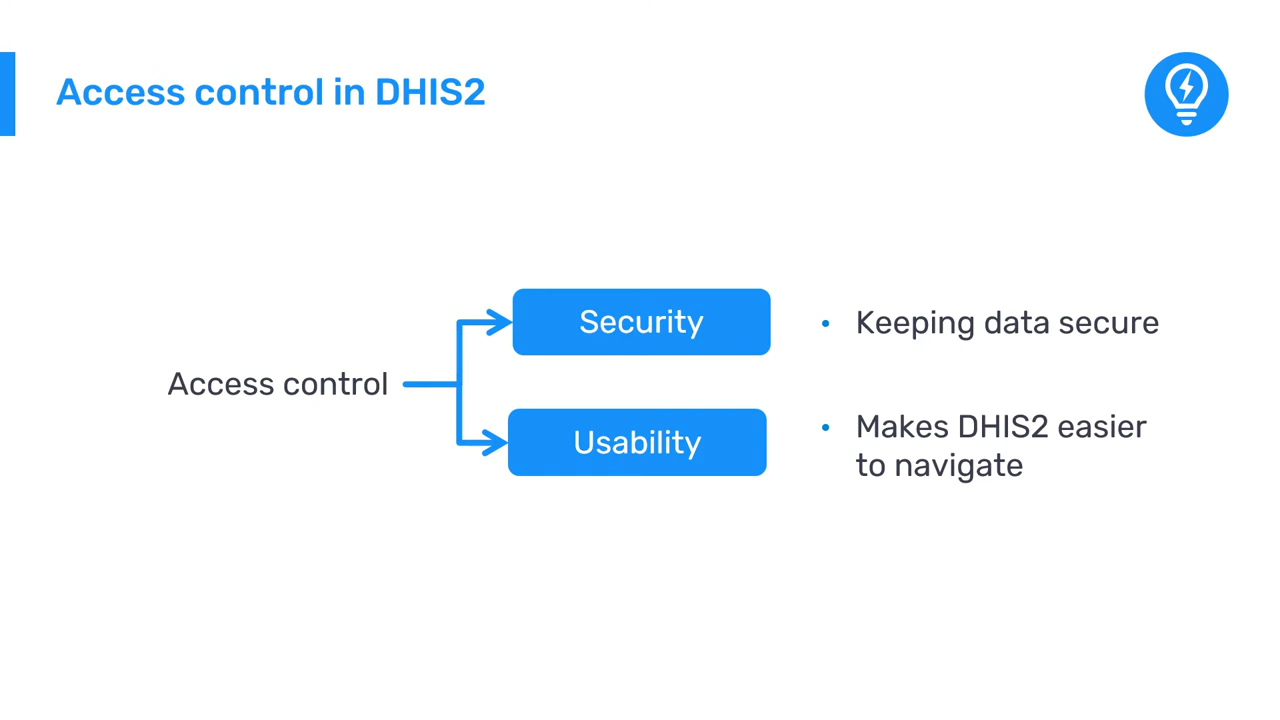 Access control in DHIS2
Access control
Security
• Keeping data secure
Usability
• Makes DHIS2 easier
to navigate